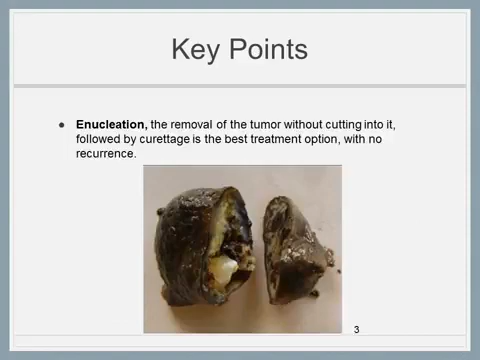 Key Points
● Enucleation, the removal of the tumor without cutting into it,
followed by curettage is the best treatment option, with no
recurrence.
3